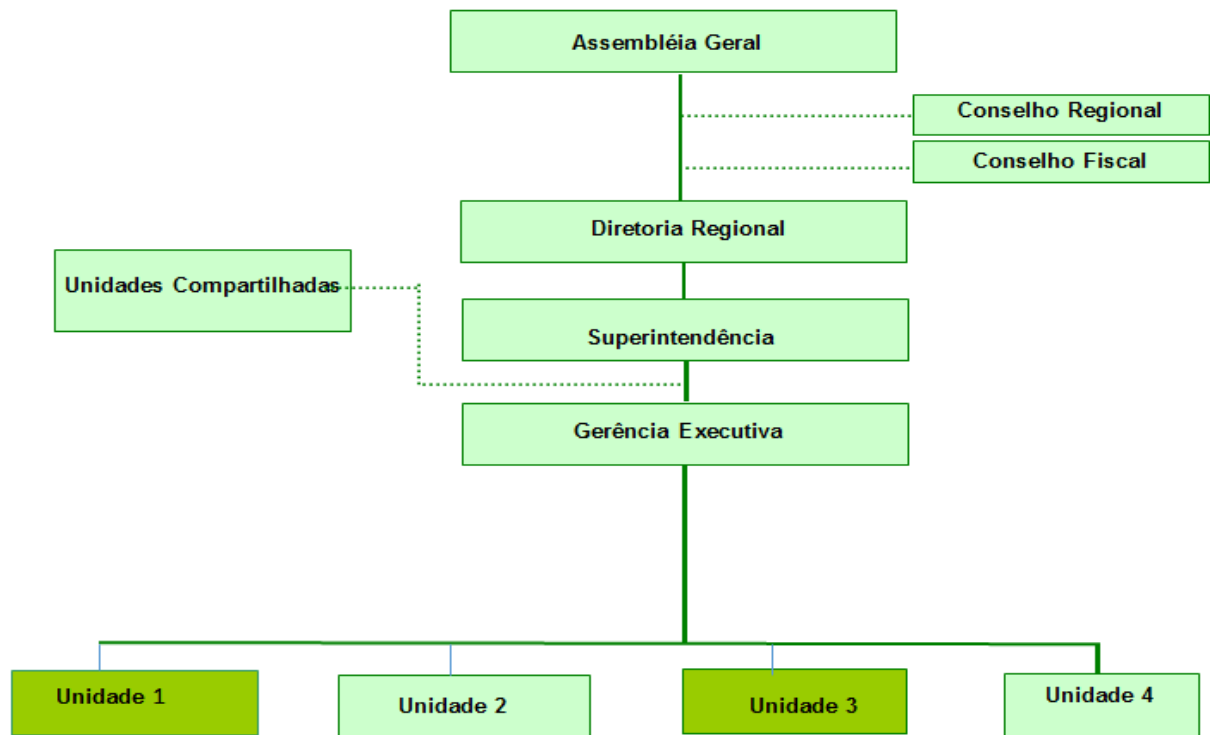 Assembléia Geral
Conselho Regional
Conselho Fiscal
Diretoria Regional
Unidades Compartilhadas
Superintendência
Gerência Executiva
Unidade 1
Unidade 2
Unidade 3
Unidade 4